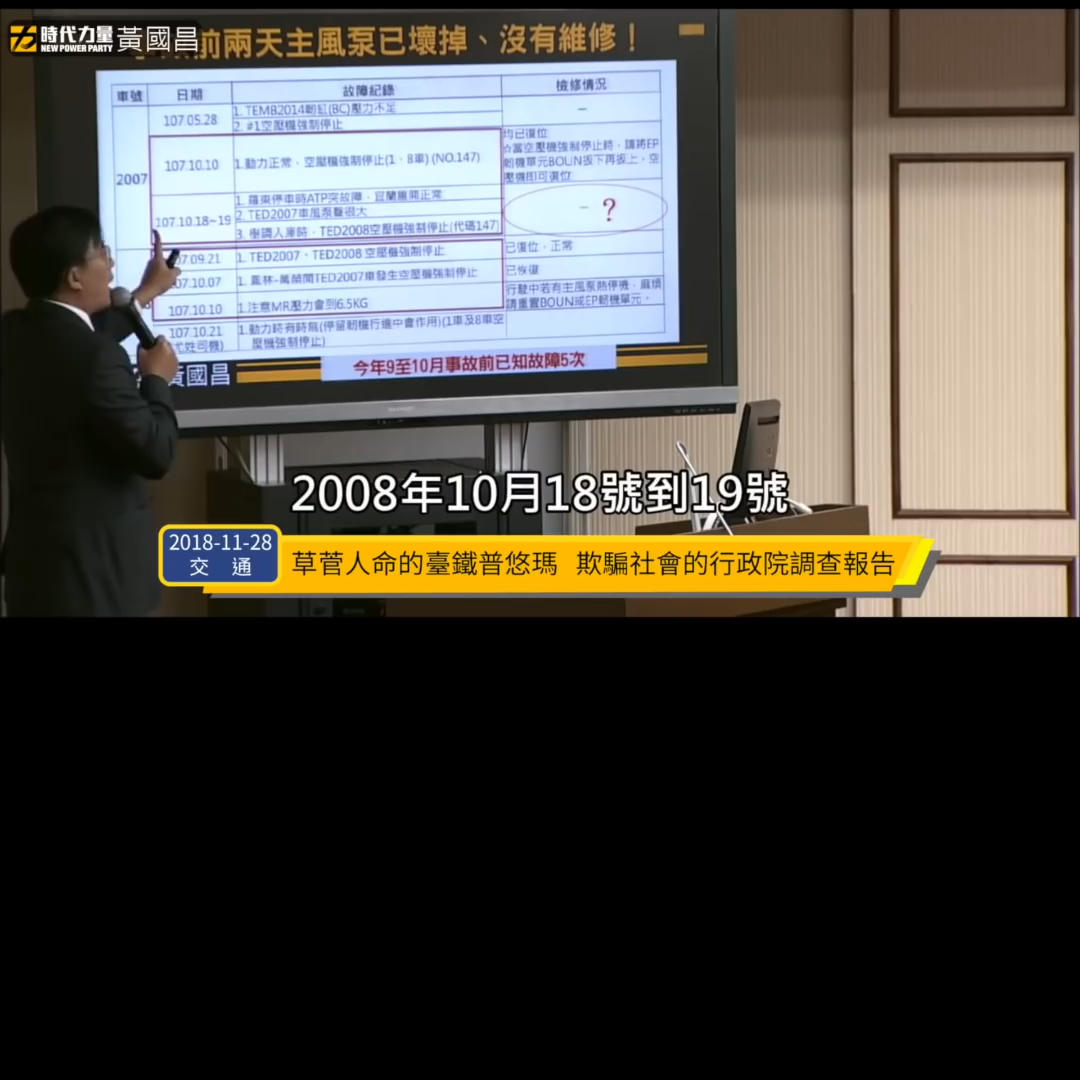 時代力量
NEW POWER PARTY
黃國昌
前兩天主風泵已壞掉、沒有維修！
車號 日期 故障紀錄 檢修情況
107.05.28 1. TEMB2014軔缸(BC)壓力不足 －
2. #1空壓機強制停止
2007 107.10.10 1.動力正常、空壓機強制停止(1、8車) (NO.147)
均已復位
☆當空壓機強制停止時，請將EP
軔機單元BOUN扳下再扳上，空
壓機即可復位
107.10.18~19 1. 羅東停車時ATP突故障，宜蘭重開正常
2. TED2007車風泵聲很大
3. 樹調入庫時，TED2008空壓機強制停止(代碼147)
－ ？
07.09.21 1. TED2007、TED2008 空壓機強制停止 已復位，正常
07.10.07 1. 鳳林-萬榮間TED2007車發生空壓機強制停止 已恢復
107.10.10 1.注意MR壓力會到6.5KG
行駛中若有主風泵熱停機，麻煩
請重置BOUN或EP軔機單元。
107.10.21 1.動力時有時無(停留軔機行進中會作用)(1車及8車空
姓司機) 壓機強制停止)
黃國昌
今年9至10月事故前已知故障5次
2008年10月18號到19號
2018-11-28
交 通
草菅人命的臺鐵普悠瑪 欺騙社會的行政院調查報告